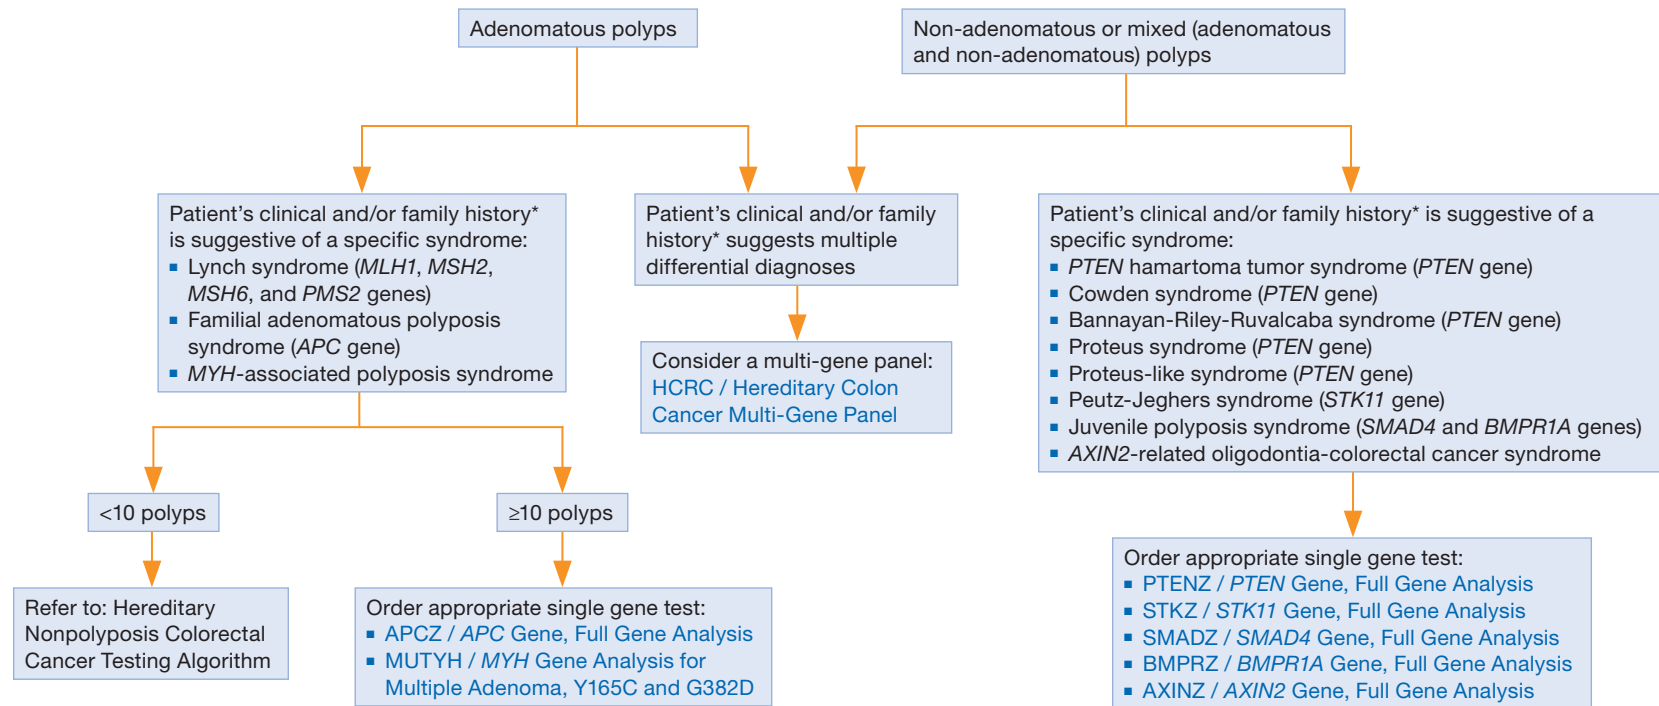 Adenomatous polyps
Non-adenomatous or mixed (adenomatous
and non-adenomatous) polyps
Patient's clinical and/or family history*
is suggestive of a specific syndrome:
▪ Lynch syndrome (MLH1, MSH2,
MSH6, and PMS2 genes)
▪ Familial adenomatous polyposis
syndrome (APC gene)
▪ MYH-associated polyposis syndrome
Patient's clinical and/or family
history* suggests multiple
differential diagnoses
Patient's clinical and/or family history* is suggestive of a
specific syndrome:
▪ PTEN hamartoma tumor syndrome (PTEN gene)
▪ Cowden syndrome (PTEN gene)
▪ Bannayan-Riley-Ruvalcaba syndrome (PTEN gene)
▪ Proteus syndrome (PTEN gene)
▪ Proteus-like syndrome (PTEN gene)
▪ Peutz-Jeghers syndrome (STK11 gene)
▪ Juvenile polyposis syndrome (SMAD4 and BMPR1A genes)
▪ AXIN2-related oligodontia-colorectal cancer syndrome
Consider a multi-gene panel:
HCRC / Hereditary Colon
Cancer Multi-Gene Panel
<10 polyps
≥10 polyps
Refer to: Hereditary
Nonpolyposis Colorectal
Cancer Testing Algorithm
Order appropriate single gene test:
▪ APCZ / APC Gene, Full Gene Analysis
▪ MUTYH / MYH Gene Analysis for
Multiple Adenoma, Y165C and G382D
Order appropriate single gene test:
▪ PTENZ / PTEN Gene, Full Gene Analysis
▪ STKZ / STK11 Gene, Full Gene Analysis
▪ SMADZ / SMAD4 Gene, Full Gene Analysis
▪ BMPRZ / BMPR1A Gene, Full Gene Analysis
▪ AXINZ / AXIN2 Gene, Full Gene Analysis